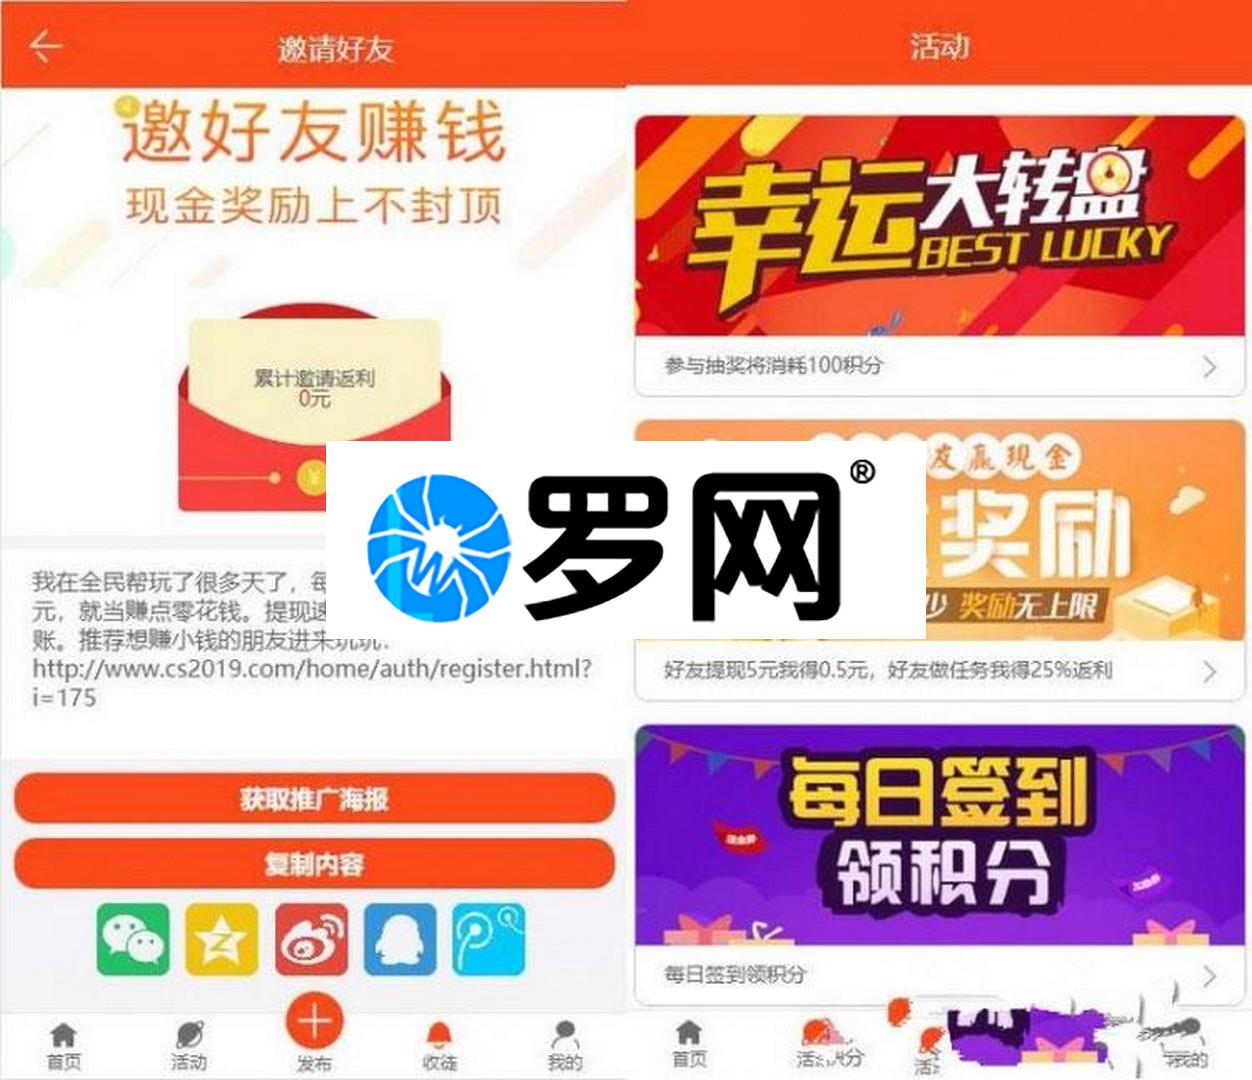 邀请好友
邀好友赚钱
现金奖励上不封顶
累计邀请返利
0元
我在全民帮玩了很多天了，每
元，就当赚点零花钱。提现速
账。推荐想赚小钱的朋友进来玩玩.
http://www.cs2019.com/home/auth/register.html?
i=175
获取推广海报
复制内容
首页
活动
发布
收徒
我的
罗网®
活动
幸运大转盘
BEST LUCKY
参与抽奖将消耗100积分
友赢现金
奖励
少 奖励无上限
好友提现5元我得0.5元，好友做任务我得25%返利
每日签到
领积分
每日签到领积分
首页